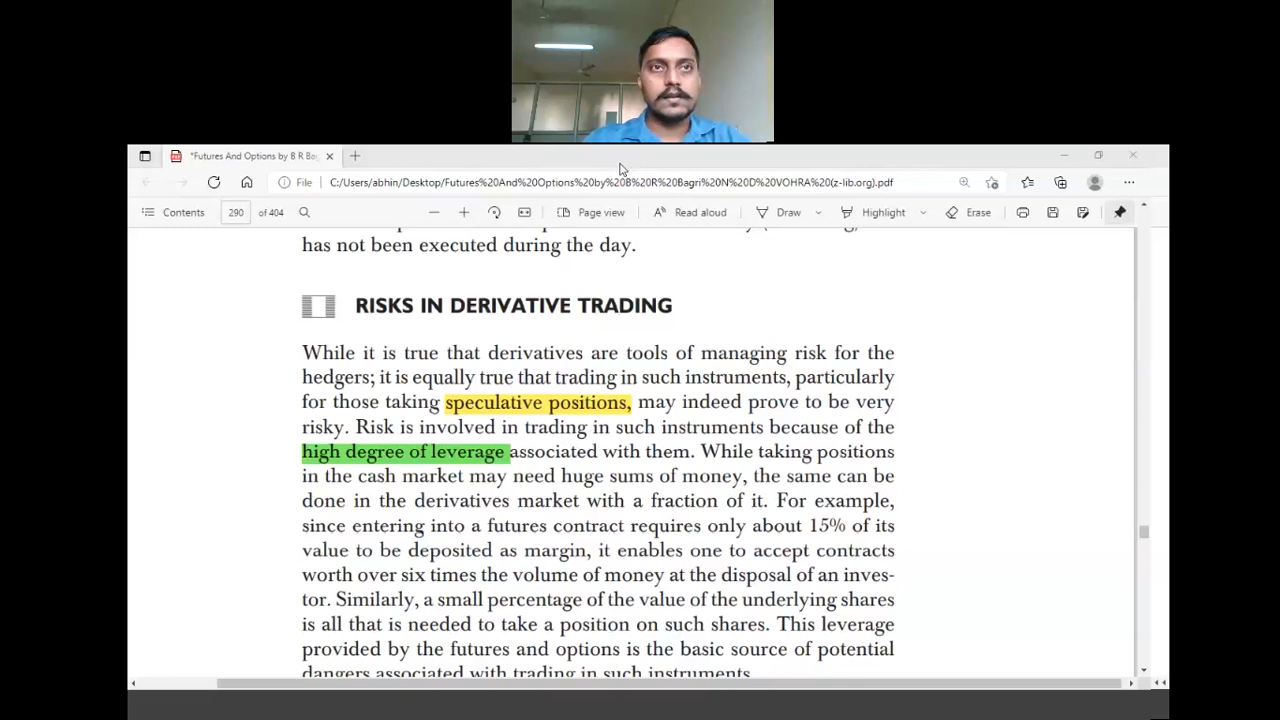 *Futures And Options by B R Bag
File
C:/Users/abhin/Desktop/Futures%20And%20Options%20by%20B%20R%20Bagri%20N%20D%20VOHRA%20(z-lib.org).pdf
Contents 290 of 404 Page view Read aloud Draw Highlight Erase
has not been executed during the day.
RISKS IN DERIVATIVE TRADING
While it is true that derivatives are tools of managing risk for the
hedgers; it is equally true that trading in such instruments, particularly
for those taking speculative positions, may indeed prove to be very
risky. Risk is involved in trading in such instruments because of the
high degree of leverage associated with them. While taking positions
in the cash market may need huge sums of money, the same can be
done in the derivatives market with a fraction of it. For example,
since entering into a futures contract requires only about 15% of its
value to be deposited as margin, it enables one to accept contracts
worth over six times the volume of money at the disposal of an inves-
tor. Similarly, a small percentage of the value of the underlying shares
is all that is needed to take a position on such shares. This leverage
provided by the futures and options is the basic source of potential
dangers associated with trading in such instruments.